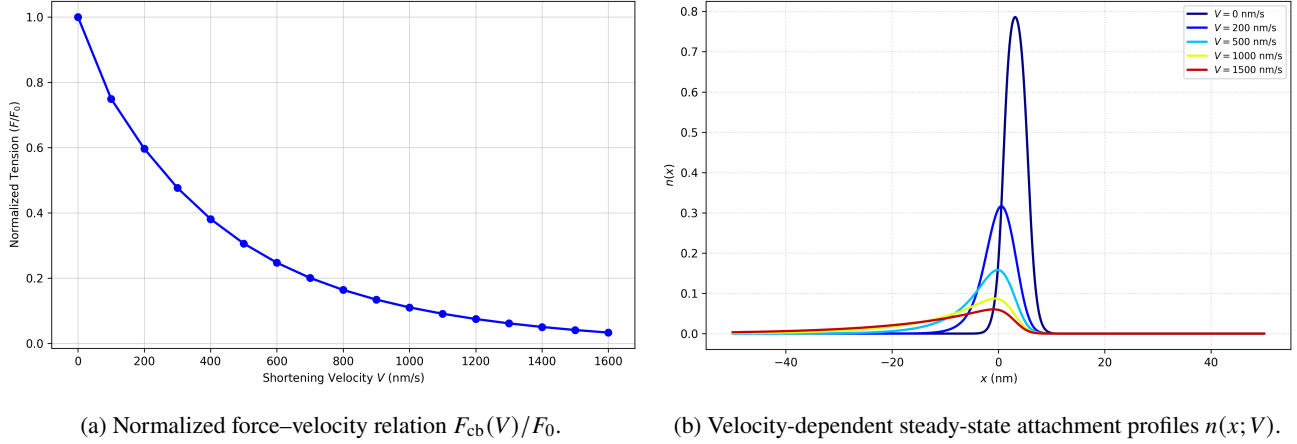 1.0
0.8
0.6
0.4
0.2
0.0
Normalized Tension (F/F₀)
0 200 400 600 800 1000 1200 1400 1600
Shortening Velocity V (nm/s)
(a) Normalized force–velocity relation F_cb(V)/F₀.
0.8
0.7
0.6
0.5
0.4
0.3
0.2
0.1
0.0
n(x)
V = 0 nm/s
V = 200 nm/s
V = 500 nm/s
V = 1000 nm/s
V = 1500 nm/s
−40 −20 0 20 40
x (nm)
(b) Velocity-dependent steady-state attachment profiles n(x; V).